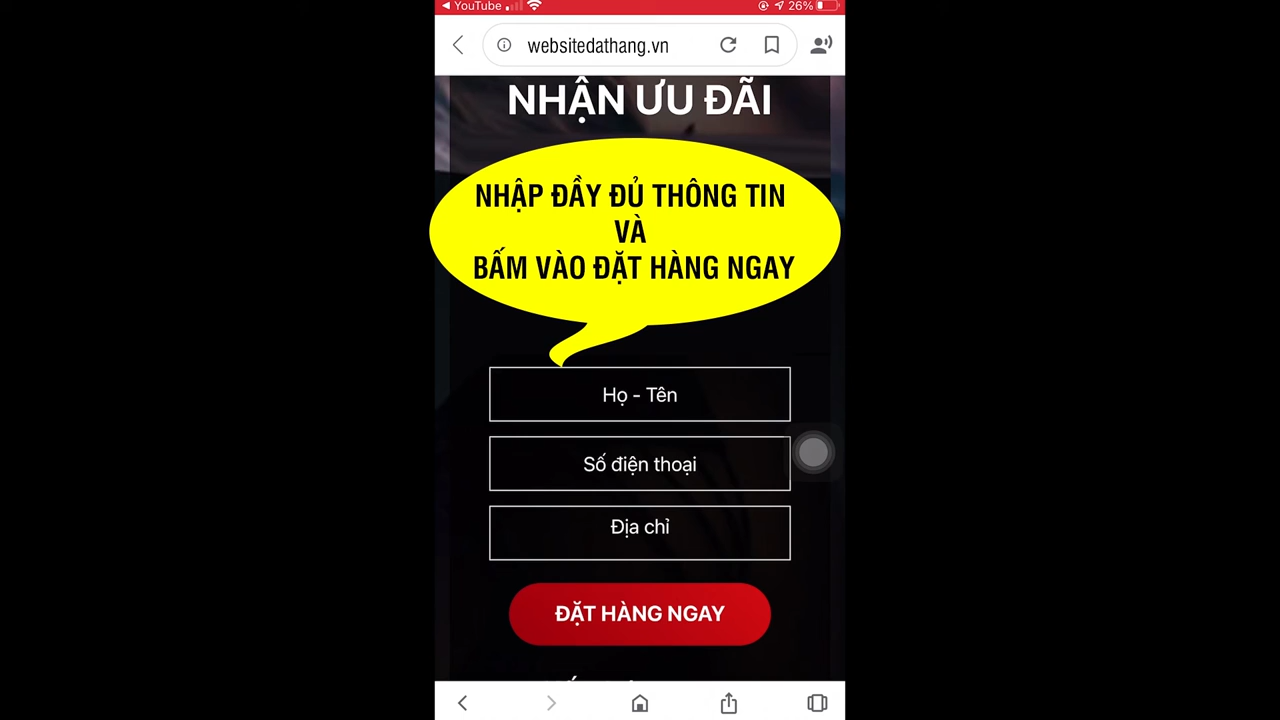 YouTube
26%
websitedathang.vn
NHẬN ƯU ĐÃI
NHẬP ĐẦY ĐỦ THÔNG TIN
VÀ
BẤM VÀO ĐẶT HÀNG NGAY
Họ - Tên
Số điện thoại
Địa chỉ
ĐẶT HÀNG NGAY